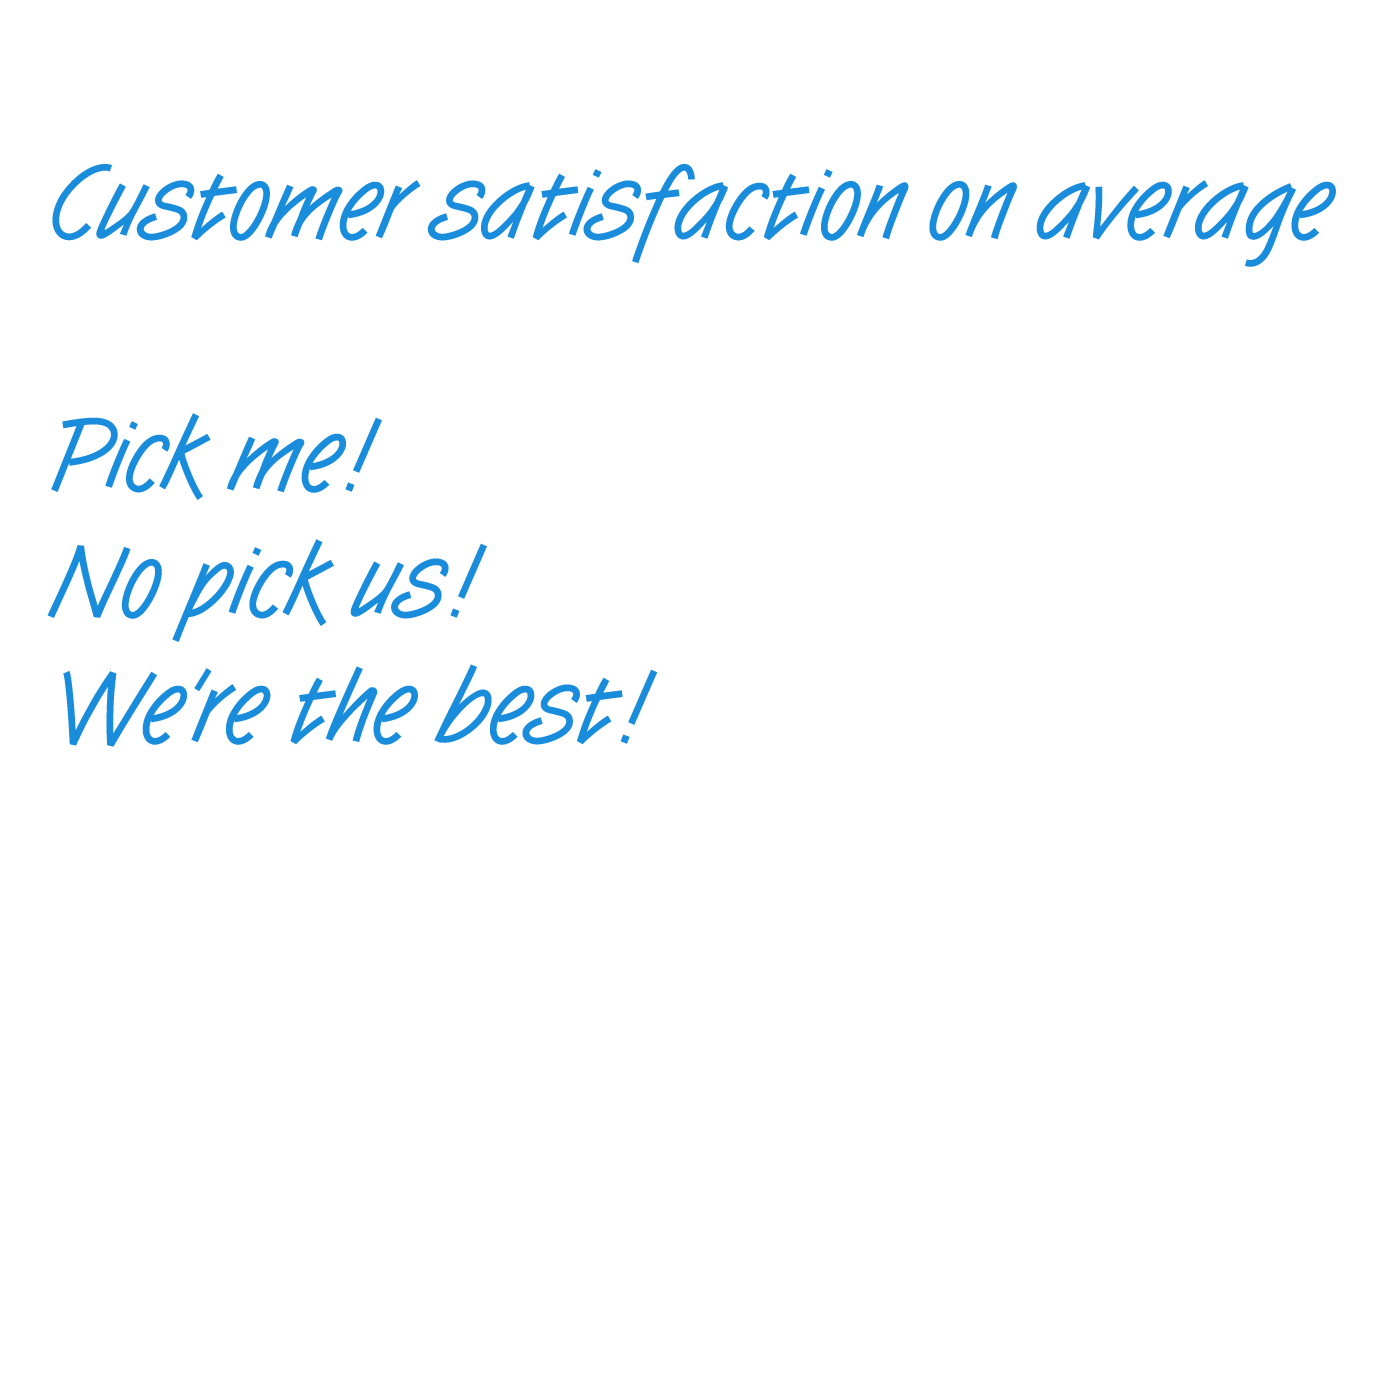 Customer satisfaction on average
Pick me!
No pick us!
We're the best!